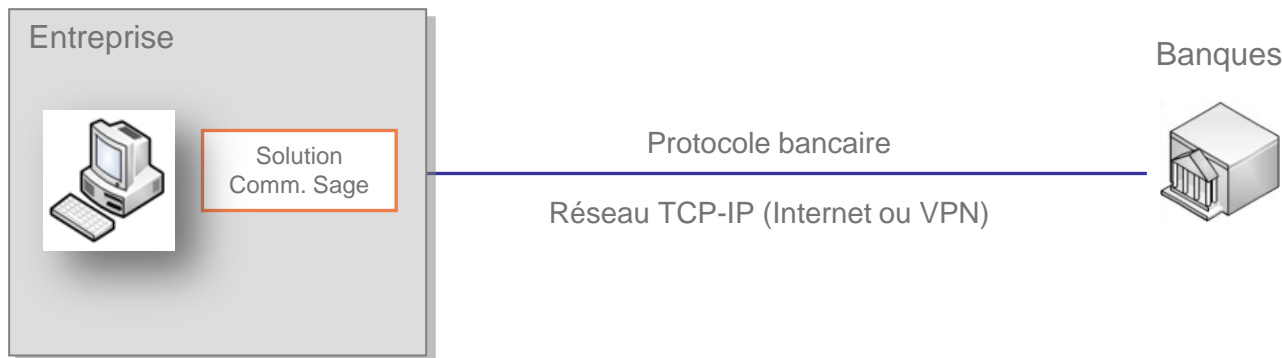 Entreprise
Banques
Solution
Comm. Sage
Protocole bancaire
Réseau TCP-IP (Internet ou VPN)